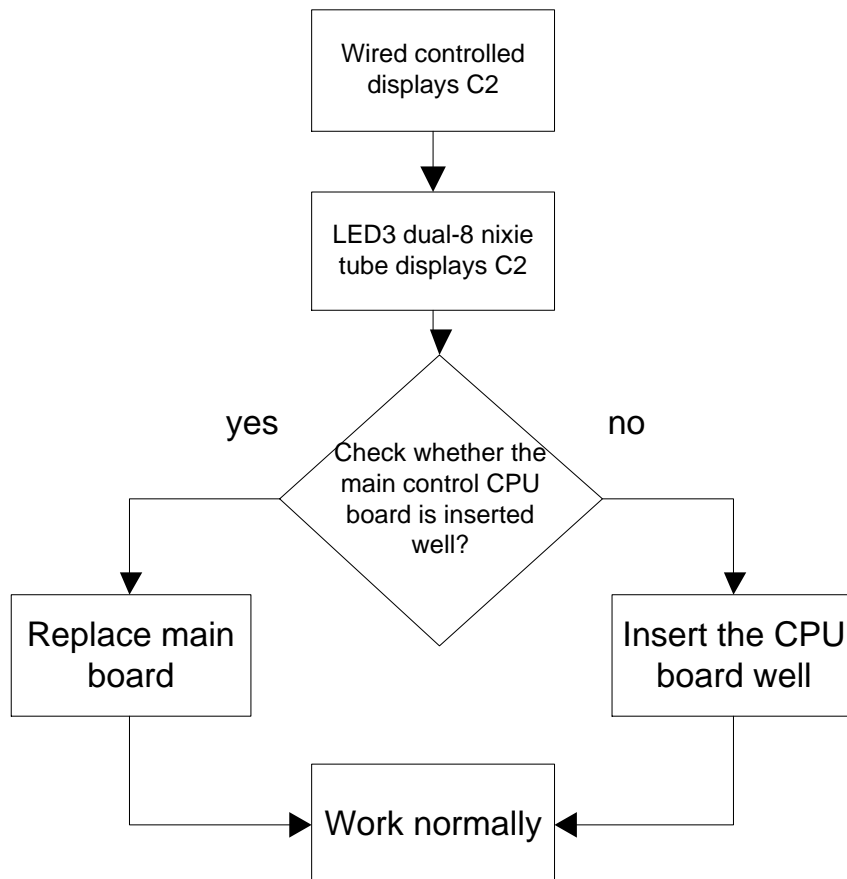 Wired controlled
displays C2
LED3 dual-8 nixie
tube displays C2
yes
no
Check whether the
main control CPU
board is inserted
well?
Replace main
board
Insert the CPU
board well
Work normally